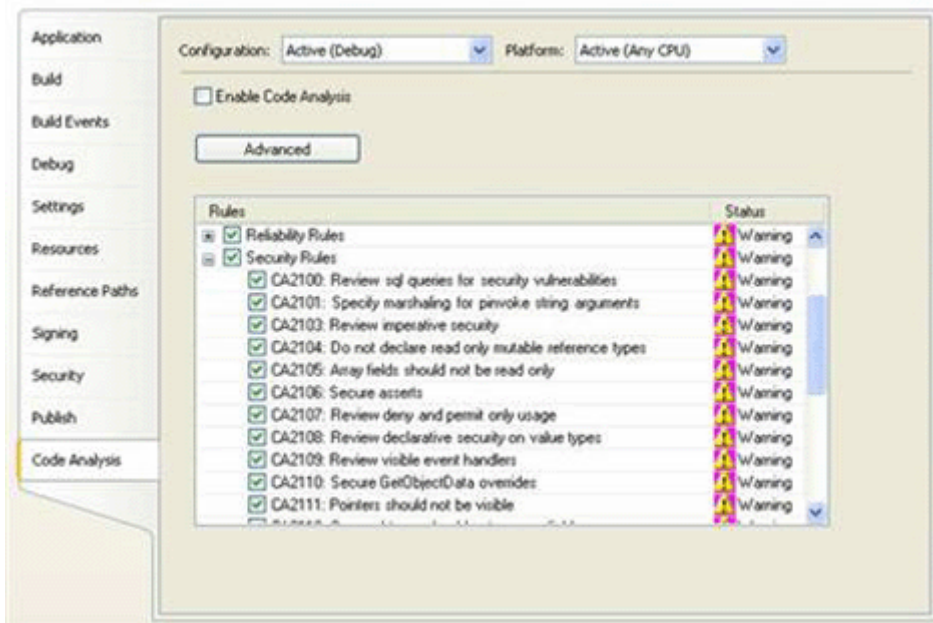 Application
Build
Build Events
Debug
Settings
Resources
Reference Paths
Signing
Security
Publish
Code Analysis
Configuration: Active (Debug) Platform: Active (Any CPU)
Enable Code Analysis
Advanced
Rules Status
Reliability Rules Warning
Security Rules Warning
CA2100: Review sql queries for security vulnerabilities Warning
CA2101: Specify marshaling for pinvoke string arguments Warning
CA2103: Review imperative security Warning
CA2104: Do not declare read only mutable reference types Warning
CA2105: Array fields should not be read only Warning
CA2106: Secure asserts Warning
CA2107: Review deny and permit only usage Warning
CA2108: Review declarative security on value types Warning
CA2109: Review visible event handlers Warning
CA2110: Secure GetObjectData overrides Warning
CA2111: Pointers should not be visible Warning